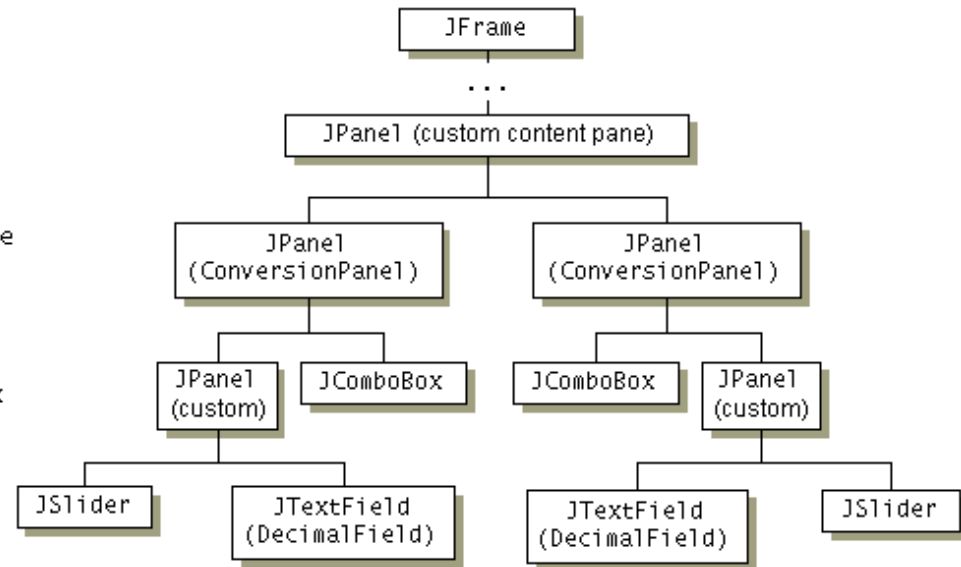 JFrame
...
JPanel (custom content pane)
e
JPanel
(ConversionPanel)
JPanel
(ConversionPanel)
JPanel
(custom)
JComboBox
JComboBox
JPanel
(custom)
x
JSlider
JTextField
(DecimalField)
JTextField
(DecimalField)
JSlider